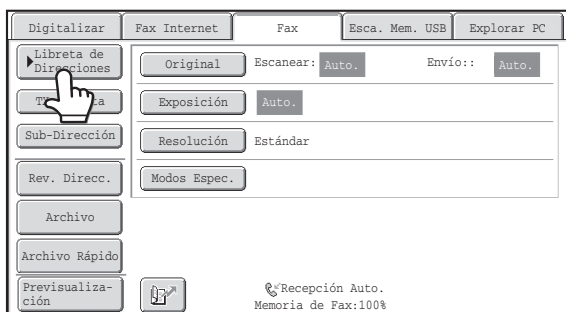 Digitalizar
Fax Internet
Fax
Esca. Mem. USB
Explorar PC
Libreta de
Direcciones
Original
Escanear:
Auto.
Envío::
Auto.
Exposición
Auto.
Sub-Dirección
Resolución
Estándar
Rev. Direcc.
Modos Espec.
Archivo
Archivo Rápido
Previsualiza-
ción
Recepción Auto.
Memoria de Fax:100%